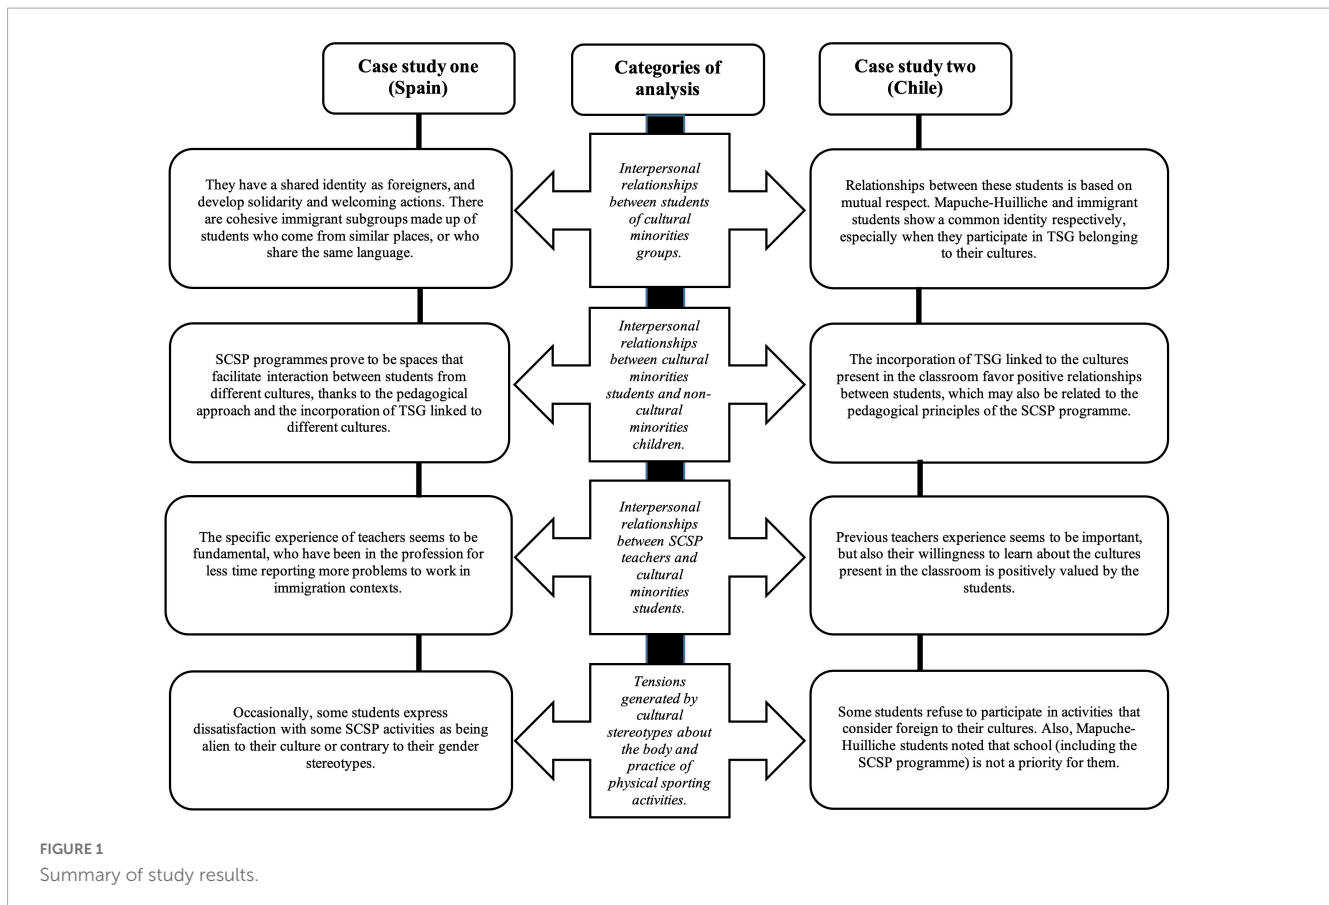 Case study one
(Spain)
Categories of
analysis
Case study two
(Chile)
They have a shared identity as foreigners, and
develop solidarity and welcoming actions. There
are cohesive immigrant subgroups made up of
students who come from similar places, or who
share the same language.
Interpersonal
relationships
between students
of cultural
minorities
groups.
Relationships between these students is based on
mutual respect. Mapuche-Huilliche and immigrant
students show a common identity respectively,
especially when they participate in TSG belonging
to their cultures.
SCSP programmes prove to be spaces that
facilitate interaction between students from
different cultures, thanks to the pedagogical
approach and the incorporation of TSG linked to
different cultures.
Interpersonal
relationships
between cultural
minorities
students and non-
cultural
minorities
children.
The incorporation of TSG linked to the cultures
present in the classroom favor positive relationships
between students, which may also be related to the
pedagogical principles of the SCSP programme.
The specific experience of teachers seems to be
fundamental, who have been in the profession for
less time reporting more problems to work in
immigration contexts.
Interpersonal
relationships
between SCSP
teachers and
cultural
minorities
students.
Previous teachers experience seems to be important,
but also their willingness to learn about the cultures
present in the classroom is positively valued by the
students.
Occasionally, some students express
dissatisfaction with some SCSP activities as being
alien to their culture or contrary to their gender
stereotypes.
Tensions
generated by
cultural
stereotypes about
the body and
practice of
physical sporting
activities.
Some students refuse to participate in activities that
consider foreign to their cultures. Also, Mapuche-
Huilliche students noted that school (including the
SCSP programme) is not a priority for them.
FIGURE 1
Summary of study results.